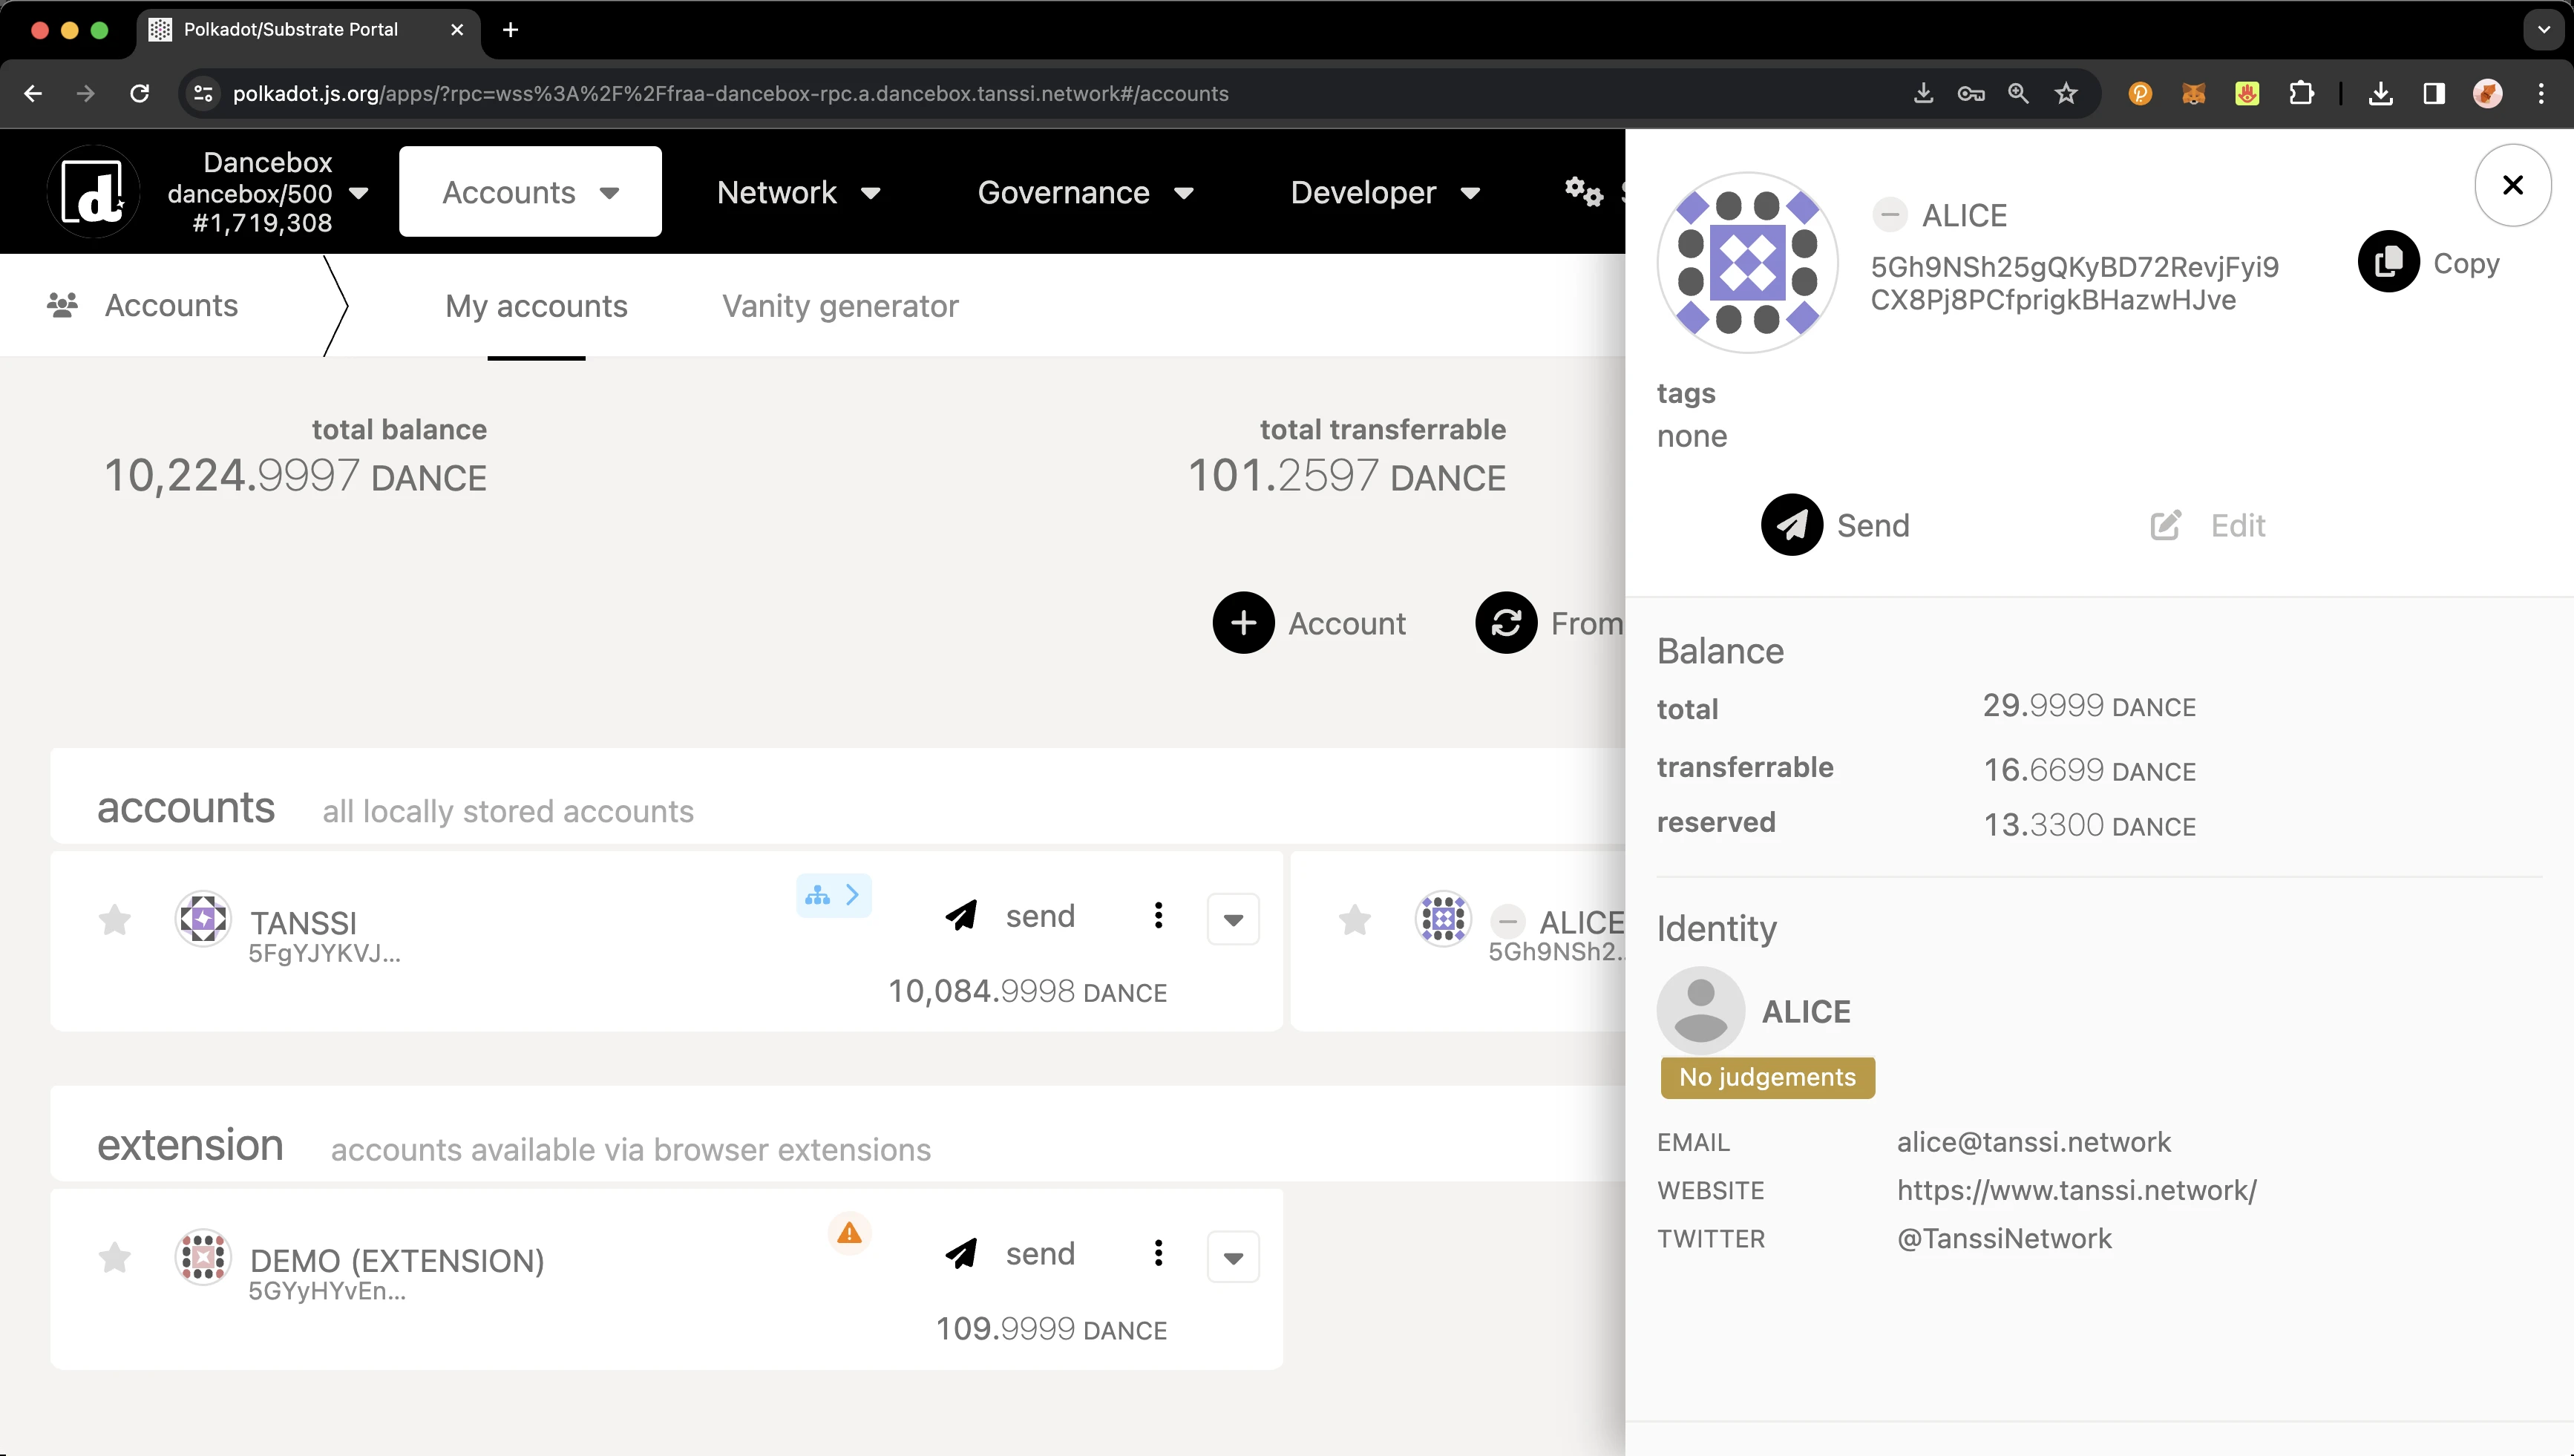 Polkadot/Substrate Portal
polkadot.js.org/apps/?rpc=wss%3A%2F%2Ffraa-dancebox-rpc.a.dancebox.tanssi.network#/accounts
Dancebox
dancebox/500
#1,719,308
Accounts
Network
Governance
Developer
Accounts
My accounts
Vanity generator
total balance
10,224.9997 DANCE
total transferrable
101.2597 DANCE
Account
From
accounts all locally stored accounts
TANSSI
5FgYJYKVJ...
send
10,084.9998 DANCE
ALICE
5Gh9NSh2..
extension accounts available via browser extensions
DEMO (EXTENSION)
5GYyHYvEn...
send
109.9999 DANCE
ALICE
5Gh9NSh25gQKyBD72RevjFyi9
CX8Pj8PCfprigkBHazwHJve
Copy
tags
none
Send
Edit
Balance
total 29.9999 DANCE
transferrable 16.6699 DANCE
reserved 13.3300 DANCE
Identity
ALICE
No judgements
EMAIL alice@tanssi.network
WEBSITE https://www.tanssi.network/
TWITTER @TanssiNetwork